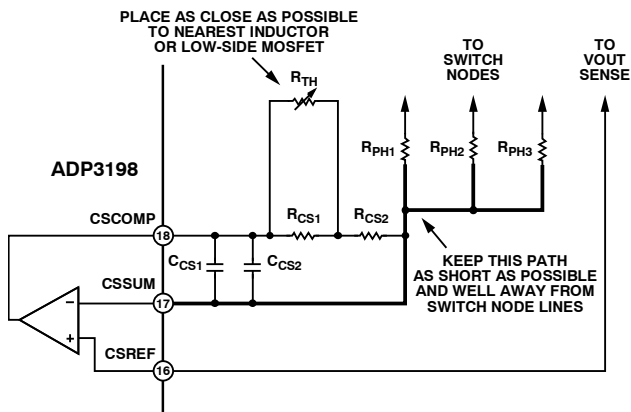 PLACE AS CLOSE AS POSSIBLE
TO NEAREST INDUCTOR
OR LOW-SIDE MOSFET
TO
SWITCH
NODES
TO
VOUT
SENSE
RTH
RPH1
RPH2
RPH3
ADP3198
CSCOMP
18
RCS1
RCS2
CCS1
CCS2
KEEP THIS PATH
AS SHORT AS POSSIBLE
AND WELL AWAY FROM
SWITCH NODE LINES
CSSUM
17
–
+
CSREF
16